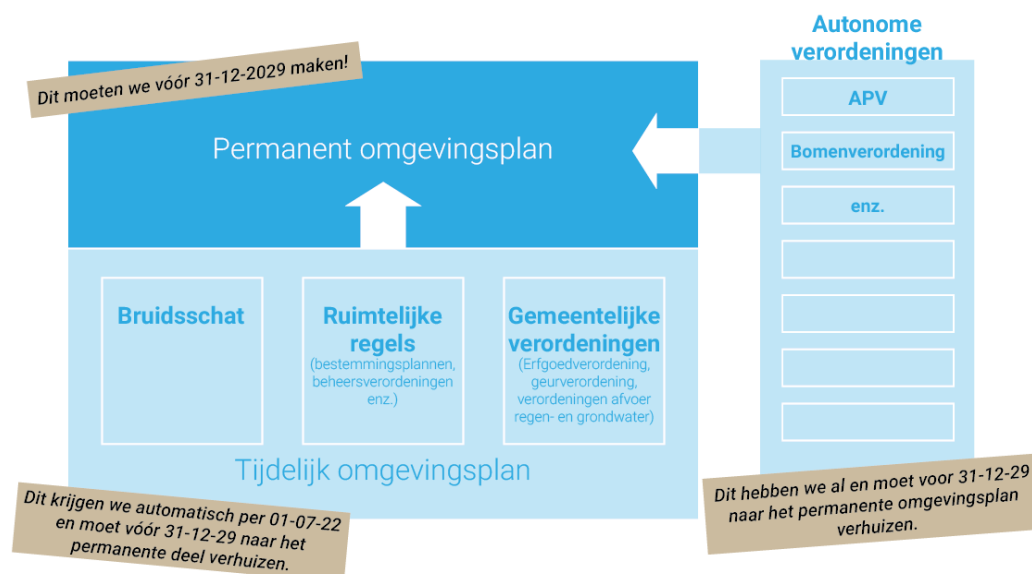 Autonome
verordeningen
Dit moeten we vóór 31-12-2029 maken!
APV
Permanent omgevingsplan
Bomenverordening
enz.
Bruidsschat
Ruimtelijke
regels
(bestemmingsplannen,
beheersverordeningen
enz.)
Gemeentelijke
verordeningen
(Erfgoedverordening,
geurverordening,
verordeningen afvoer
regen- en grondwater)
Tijdelijk omgevingsplan
Dit krijgen we automatisch per 01-07-22
en moet vóór 31-12-29 naar het
permanente deel verhuizen.
Dit hebben we al en moet voor 31-12-29
naar het permanente omgevingsplan
verhuizen.